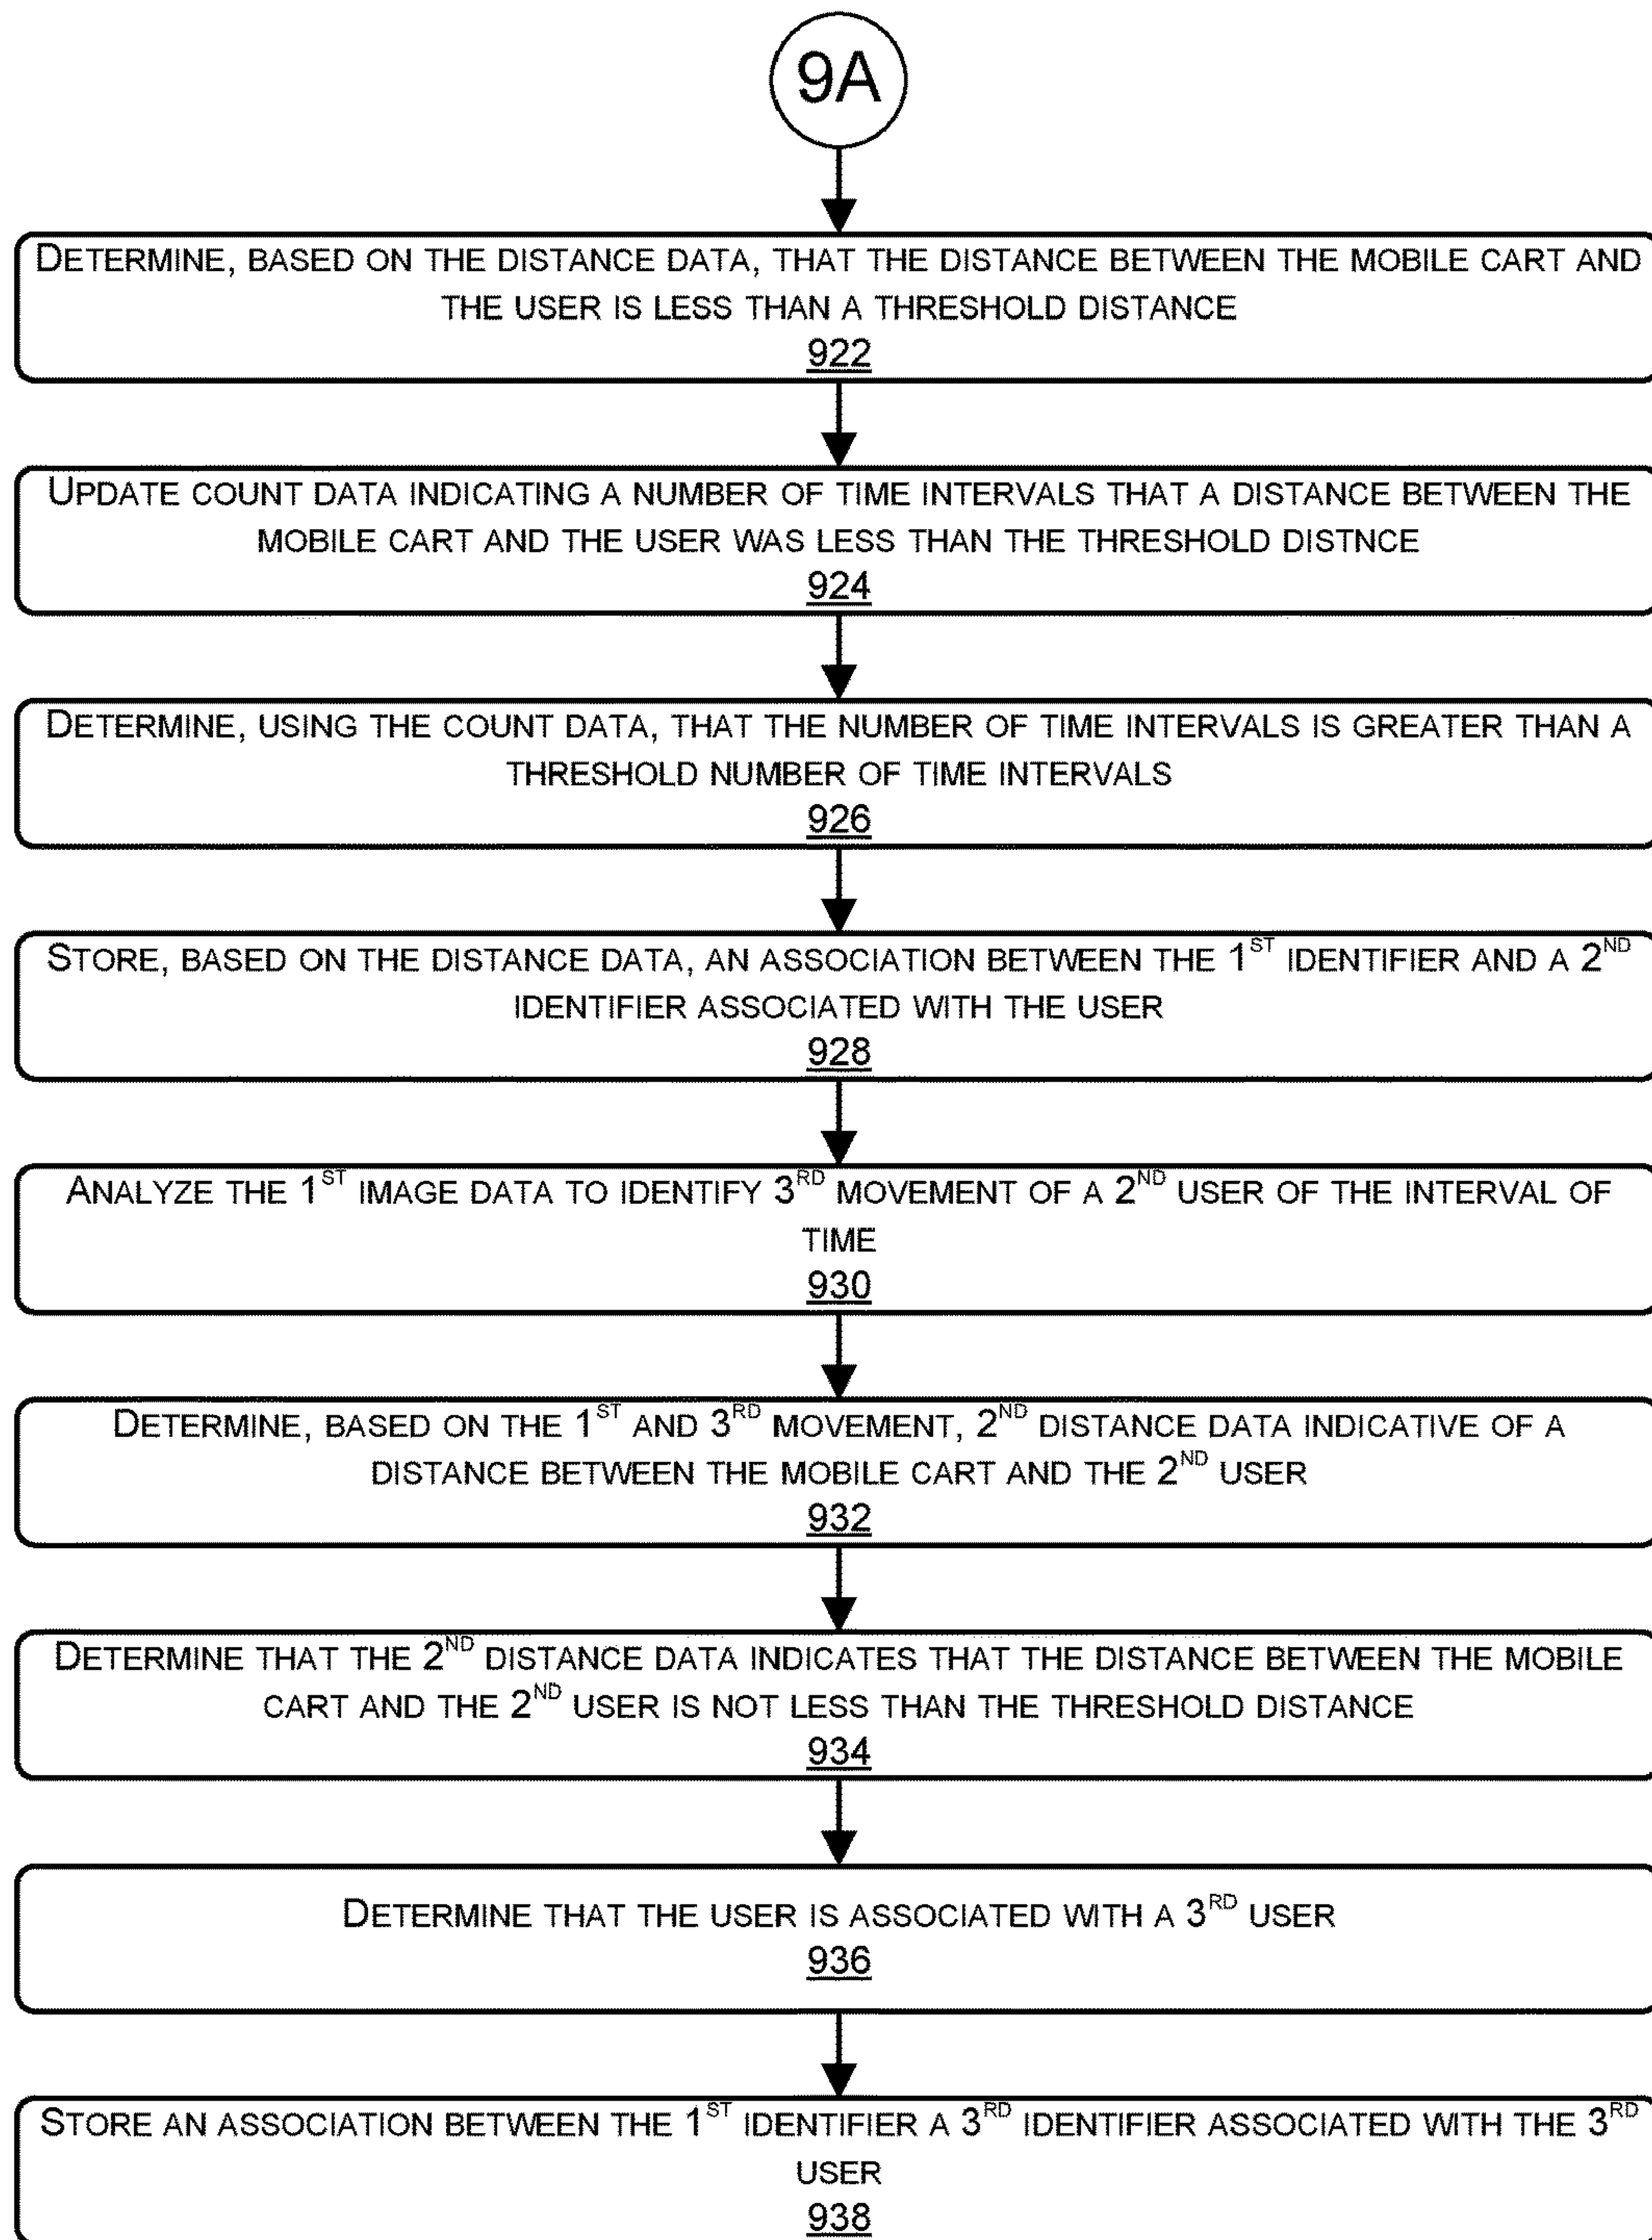 9A
DETERMINE, BASED ON THE DISTANCE DATA, THAT THE DISTANCE BETWEEN THE MOBILE CART AND
THE USER IS LESS THAN A THRESHOLD DISTANCE
922
UPDATE COUNT DATA INDICATING A NUMBER OF TIME INTERVALS THAT A DISTANCE BETWEEN THE
MOBILE CART AND THE USER WAS LESS THAN THE THRESHOLD DISTNCE
924
DETERMINE, USING THE COUNT DATA, THAT THE NUMBER OF TIME INTERVALS IS GREATER THAN A
THRESHOLD NUMBER OF TIME INTERVALS
926
STORE, BASED ON THE DISTANCE DATA, AN ASSOCIATION BETWEEN THE 1ST IDENTIFIER AND A 2ND
IDENTIFIER ASSOCIATED WITH THE USER
928
ANALYZE THE 1ST IMAGE DATA TO IDENTIFY 3RD MOVEMENT OF A 2ND USER OF THE INTERVAL OF
TIME
930
DETERMINE, BASED ON THE 1ST AND 3RD MOVEMENT, 2ND DISTANCE DATA INDICATIVE OF A
DISTANCE BETWEEN THE MOBILE CART AND THE 2ND USER
932
DETERMINE THAT THE 2ND DISTANCE DATA INDICATES THAT THE DISTANCE BETWEEN THE MOBILE
CART AND THE 2ND USER IS NOT LESS THAN THE THRESHOLD DISTANCE
934
DETERMINE THAT THE USER IS ASSOCIATED WITH A 3RD USER
936
STORE AN ASSOCIATION BETWEEN THE 1ST IDENTIFIER A 3RD IDENTIFIER ASSOCIATED WITH THE 3RD
USER
938